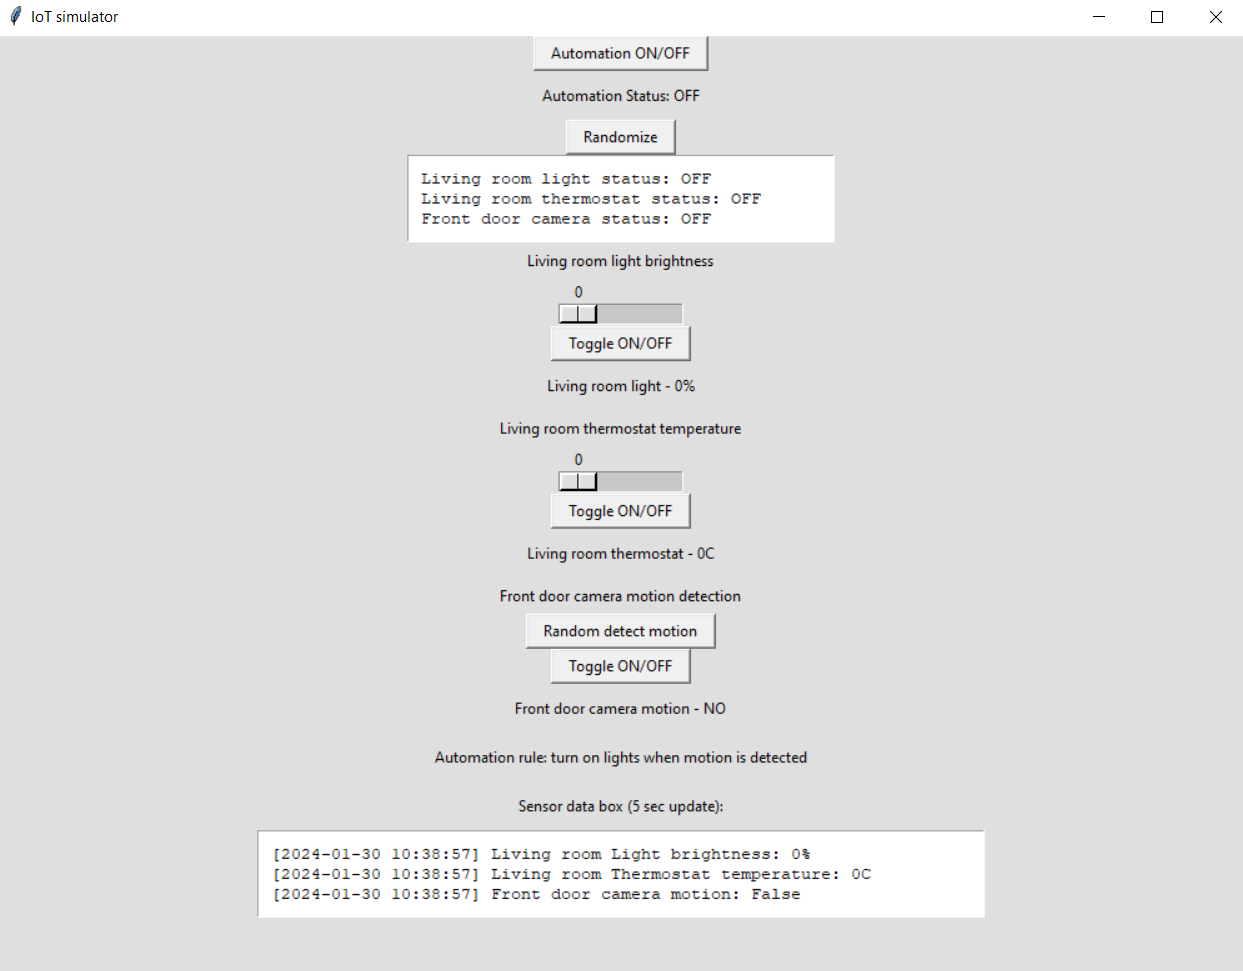 IoT simulator
Automation ON/OFF
Automation Status: OFF
Randomize
Living room light status: OFF
Living room thermostat status: OFF
Front door camera status: OFF
Living room light brightness
0
Toggle ON/OFF
Living room light - 0%
Living room thermostat temperature
0
Toggle ON/OFF
Living room thermostat - 0C
Front door camera motion detection
Random detect motion
Toggle ON/OFF
Front door camera motion - NO
Automation rule: turn on lights when motion is detected
Sensor data box (5 sec update):
[2024-01-30 10:38:57] Living room Light brightness: 0%
[2024-01-30 10:38:57] Living room Thermostat temperature: 0C
[2024-01-30 10:38:57] Front door camera motion: False